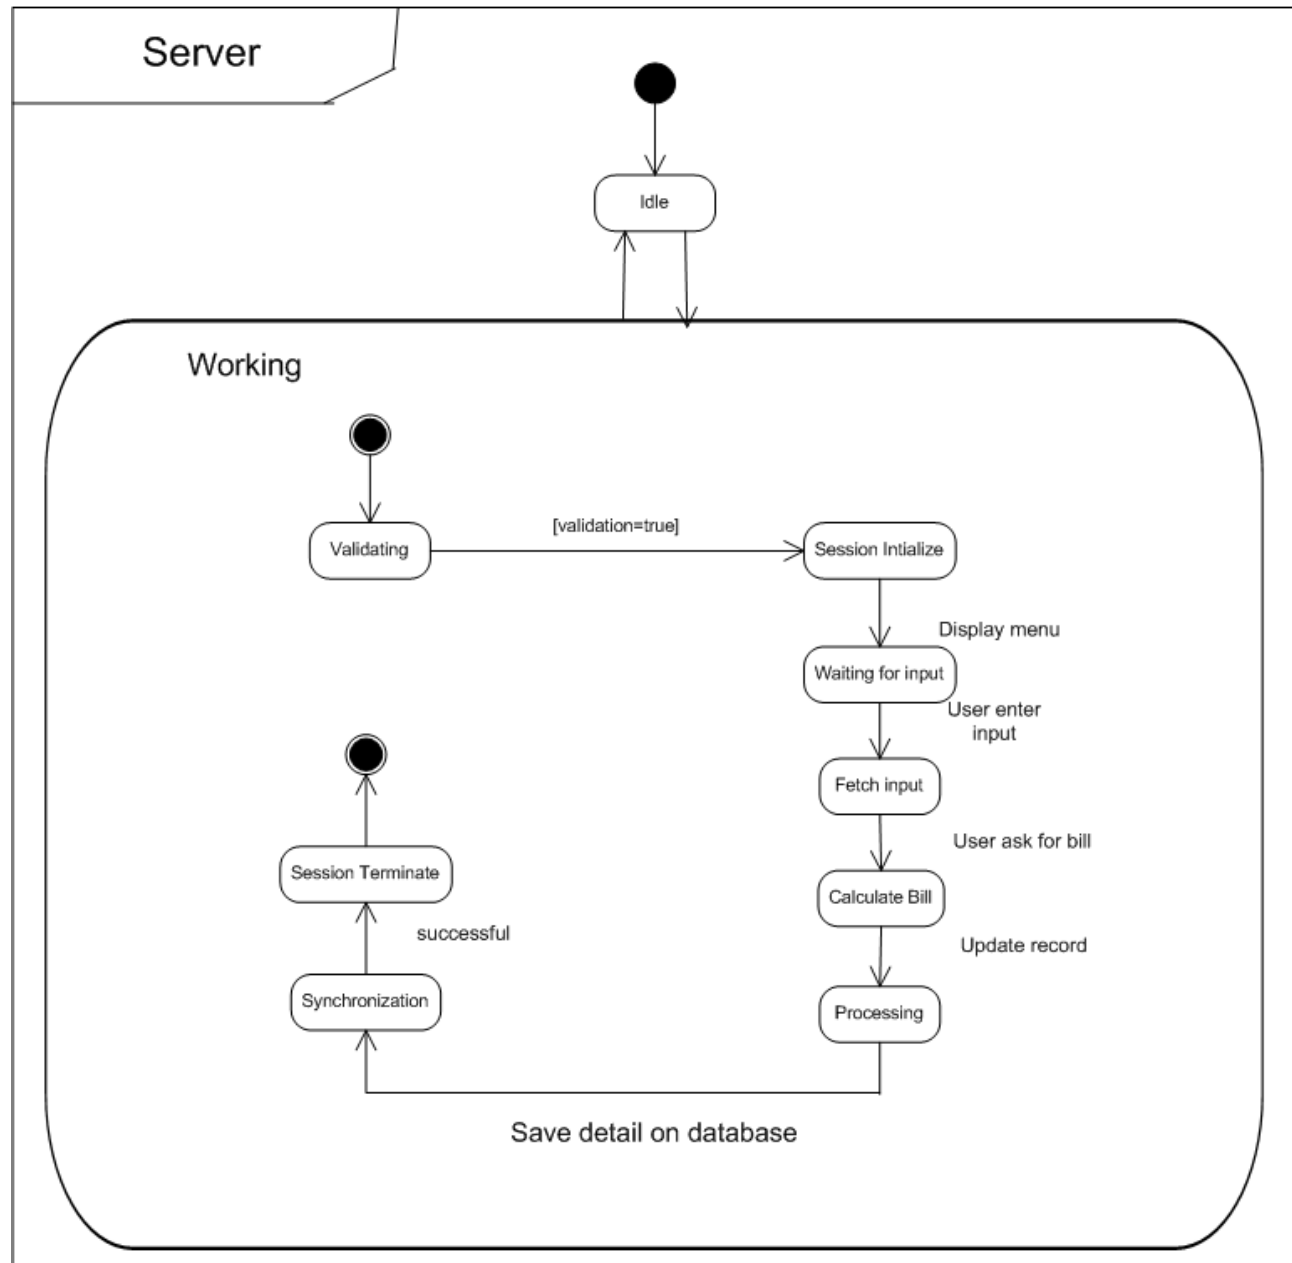 Server
Idle
Working
[validation=true]
Validating
Session Intialize
Display menu
Waiting for input
User enter
input
Fetch input
User ask for bill
Session Terminate
Calculate Bill
successful
Update record
Synchronization
Processing
Save detail on database